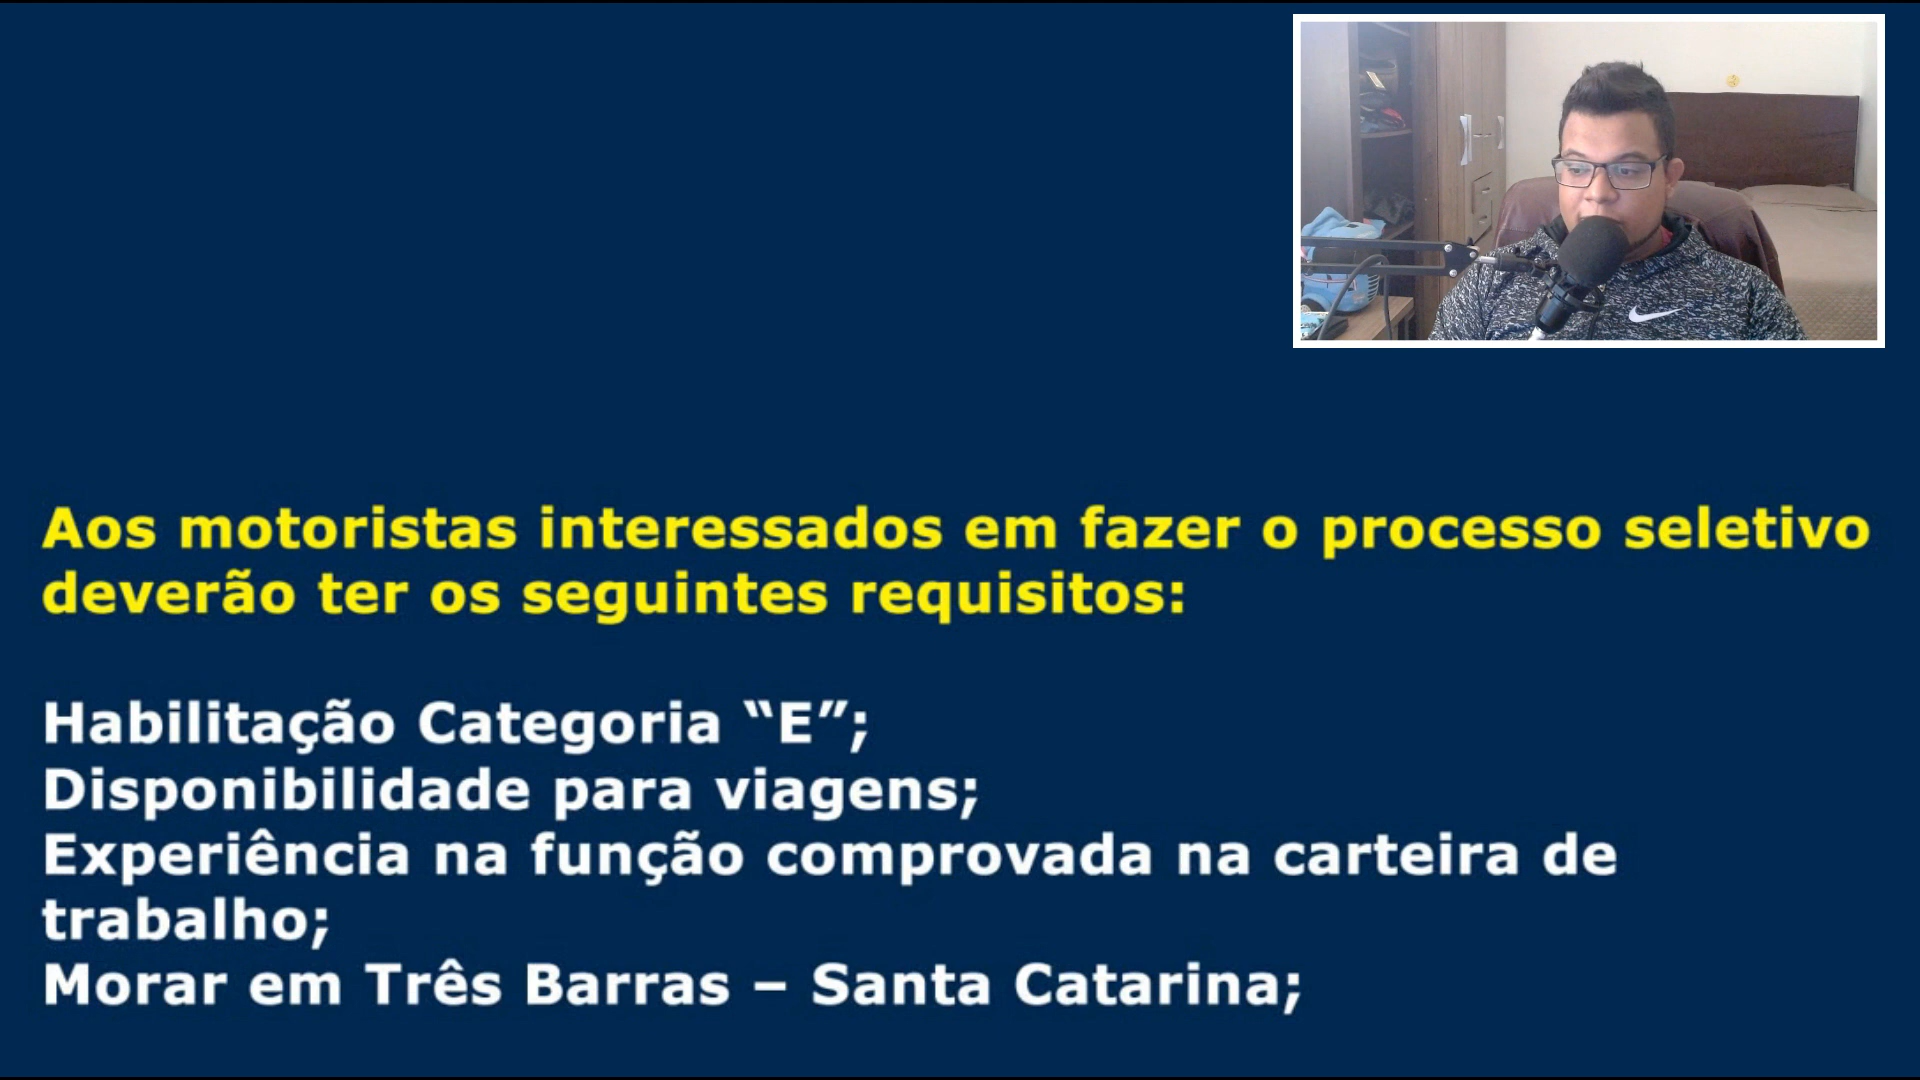 Aos motoristas interessados em fazer o processo seletivo
deverão ter os seguintes requisitos:
Habilitação Categoria “E”;
Disponibilidade para viagens;
Experiência na função comprovada na carteira de
trabalho;
Morar em Três Barras – Santa Catarina;